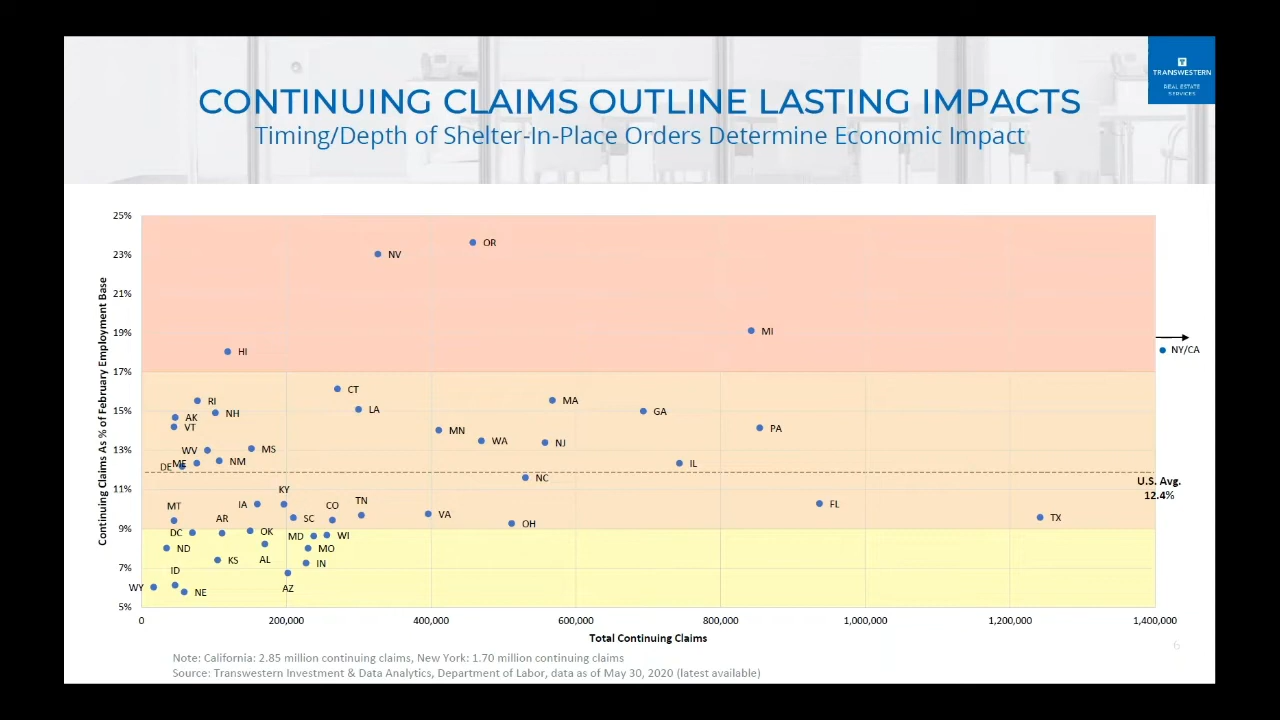 TRANSWESTERN
REAL ESTATE
SERVICES
CONTINUING CLAIMS OUTLINE LASTING IMPACTS
Timing/Depth of Shelter-In-Place Orders Determine Economic Impact
Continuing Claims As % of February Employment Base
25%
23%
21%
19%
17%
15%
13%
11%
9%
7%
5%
OR
NV
MI
HI
NY/CA
CT
RI
MA
LA
NH
GA
AK
VT
MN
PA
WA
NJ
WV
MS
DE
ME
NM
IL
NC
U.S. Avg.
12.4%
KY
MT
IA
CO
TN
FL
AR
SC
VA
TX
OH
DC
OK
MD
WI
ND
AL
MO
KS
IN
ID
AZ
WY
NE
0
200,000
400,000
600,000
800,000
1,000,000
1,200,000
1,400,000
Total Continuing Claims
6
Note: California: 2.85 million continuing claims, New York: 1.70 million continuing claims
Source: Transwestern Investment & Data Analytics, Department of Labor, data as of May 30, 2020 (latest available)